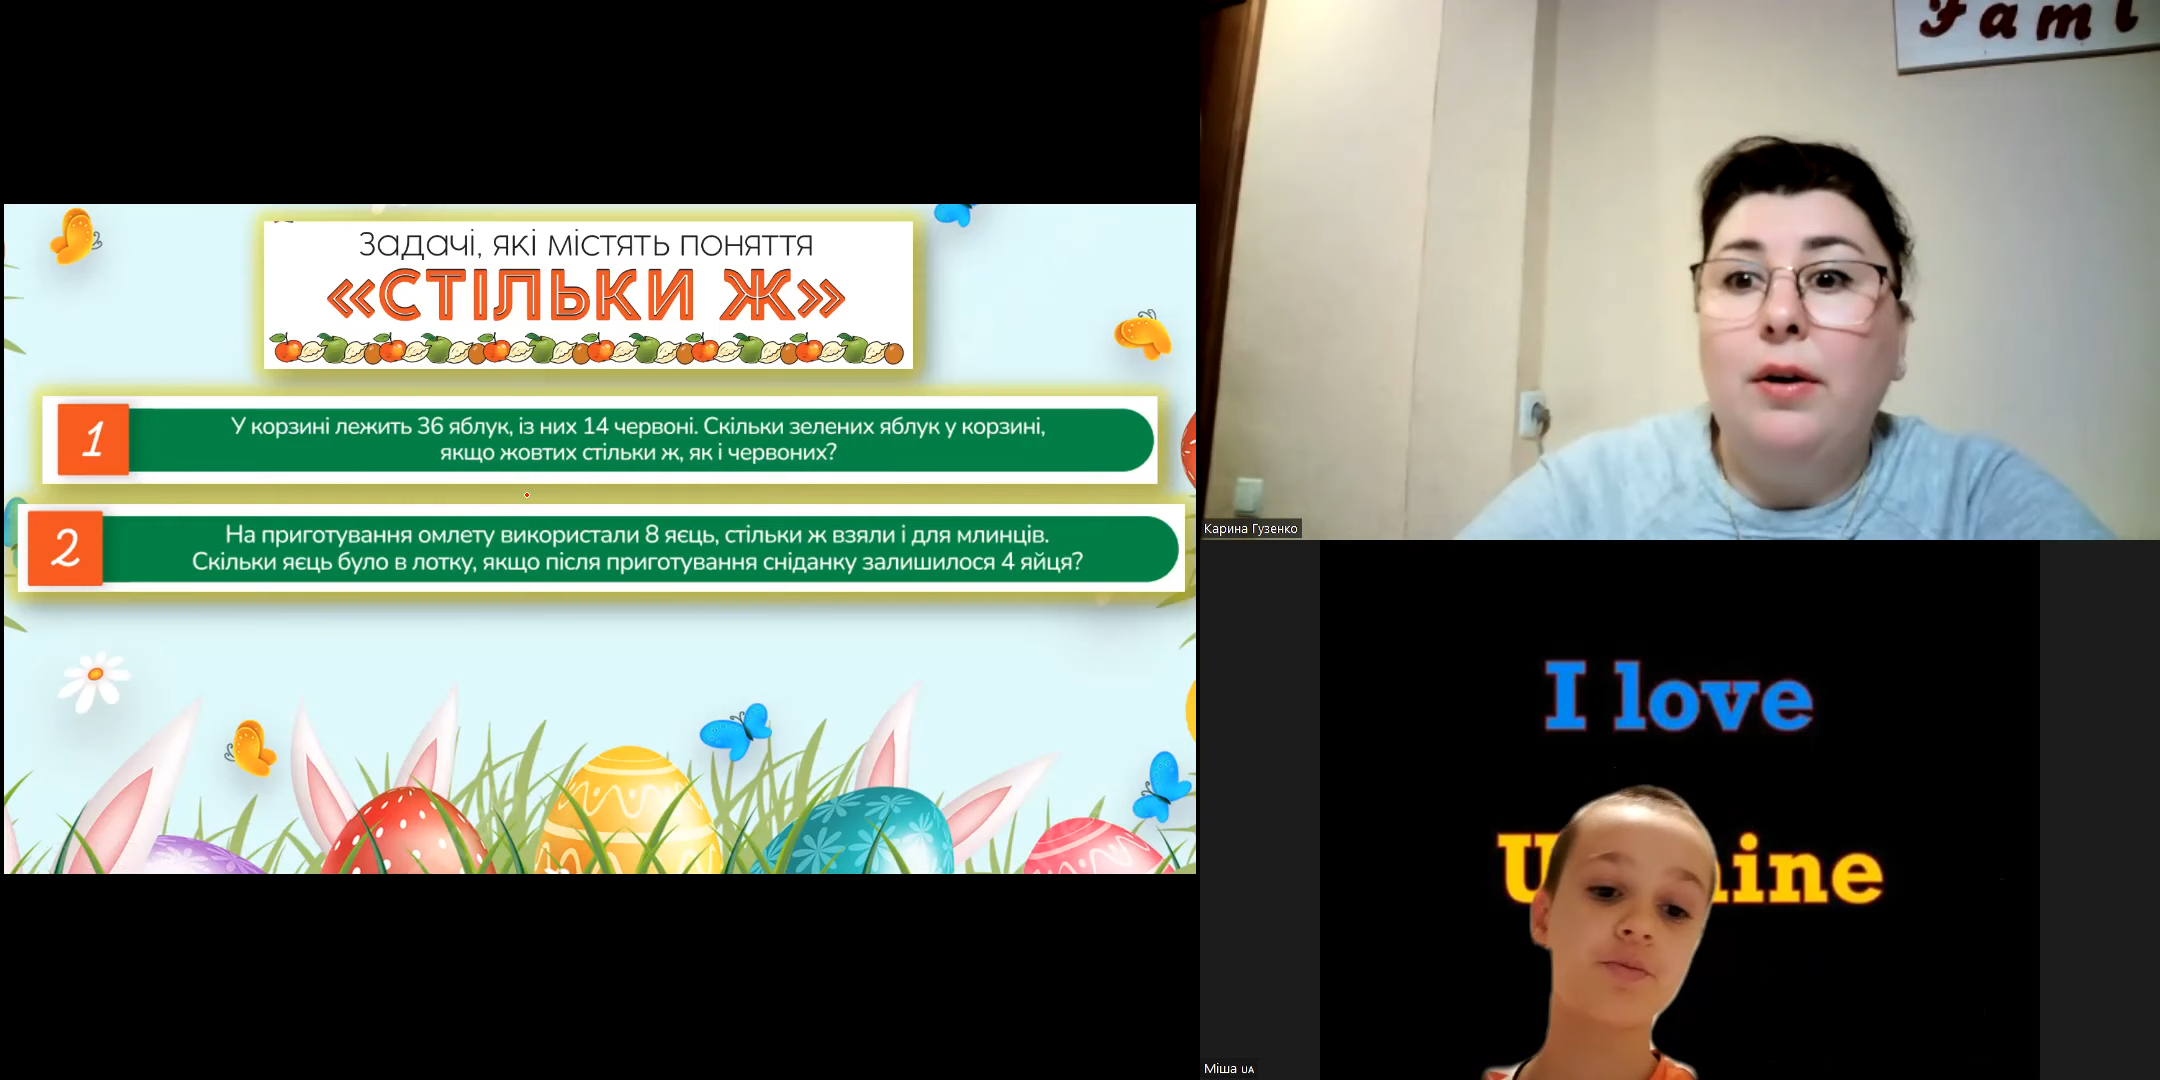 Задачі, які містять поняття
«СТІЛЬКИ Ж»
1
У корзині лежить 36 яблук, із них 14 червоні. Скільки зелених яблук у корзині,
якщо жовтих стільки ж, як і червоних?
2
На приготування омлету використали 8 яєць, стільки ж взяли і для млинців.
Скільки яєць було в лотку, якщо після приготування сніданку залишилося 4 яйця?
Карина Гузенко
I love
Міша UA